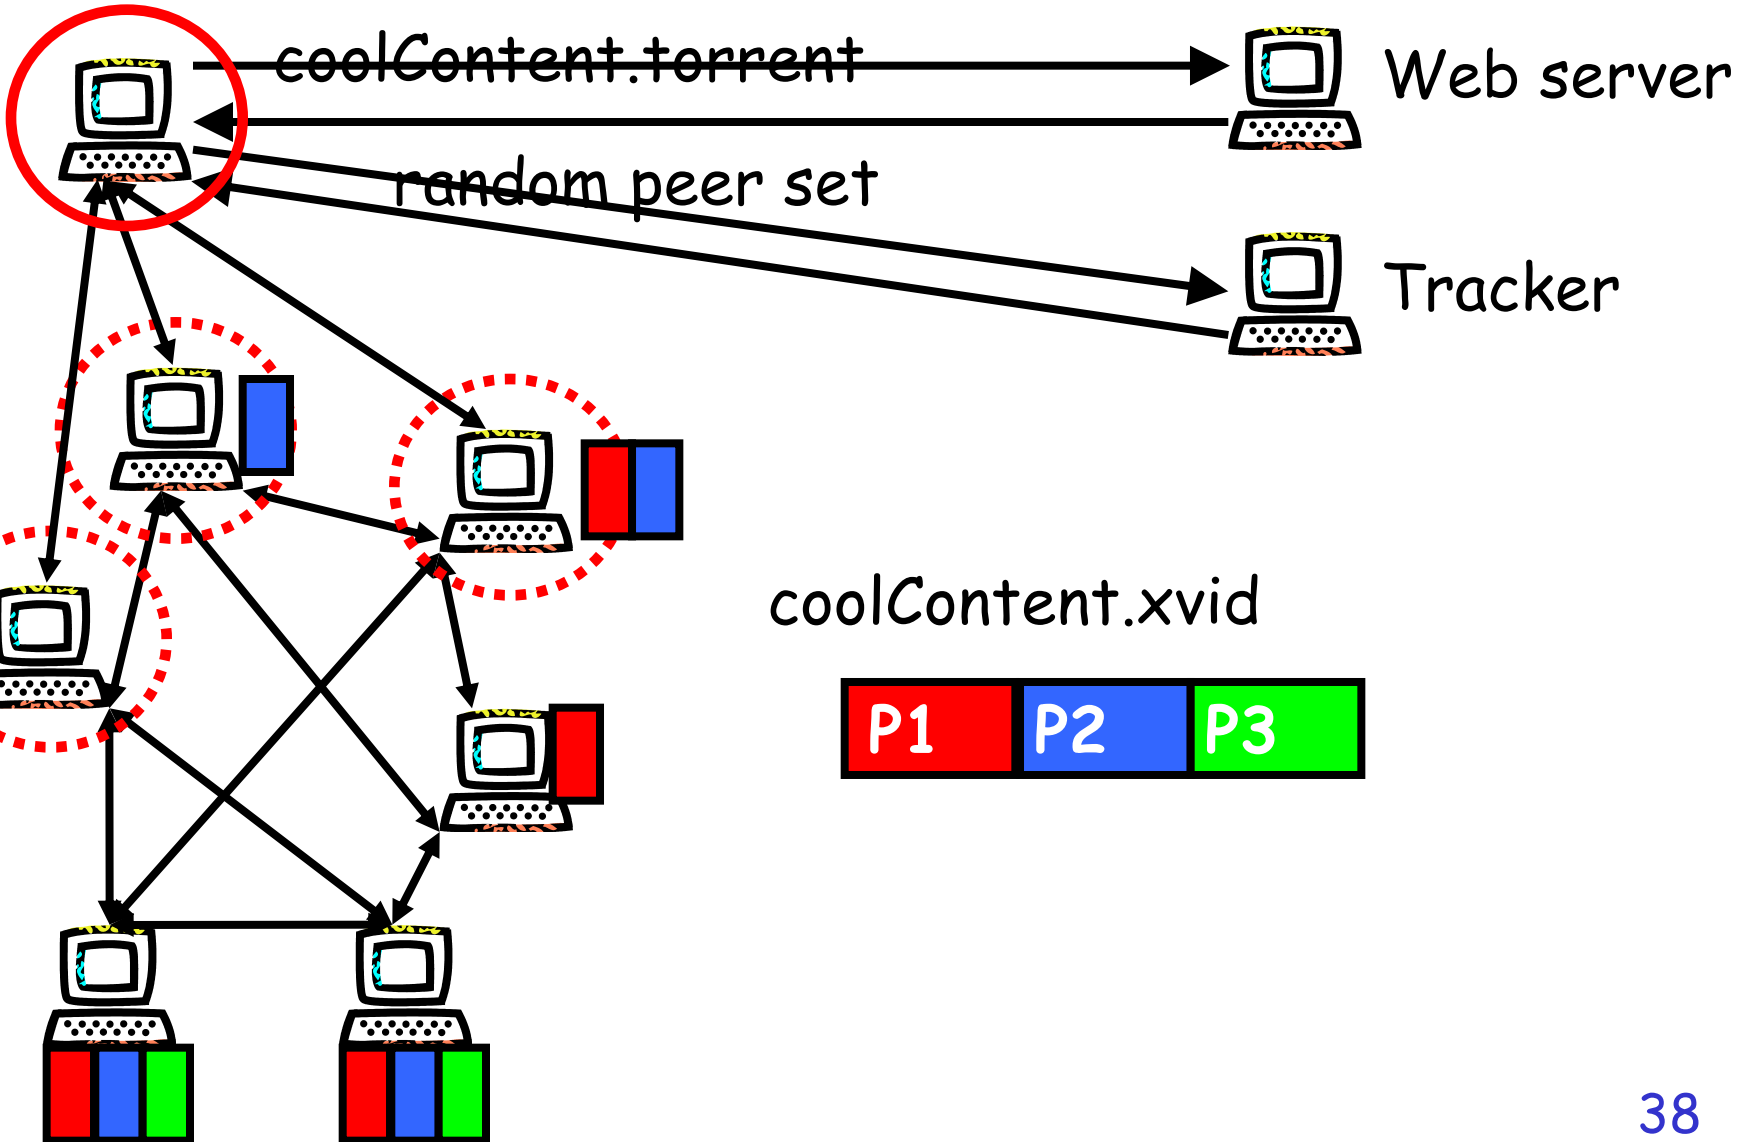 coolContent.torrent
Web server
random peer set
Tracker
coolContent.xvid
P1 P2 P3
38